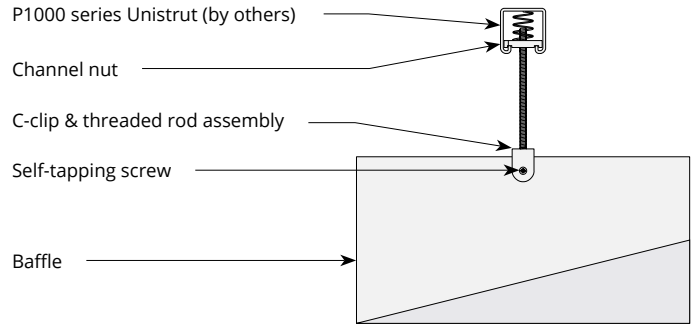 P1000 series Unistrut (by others)
Channel nut
C-clip & threaded rod assembly
Self-tapping screw
Baffle